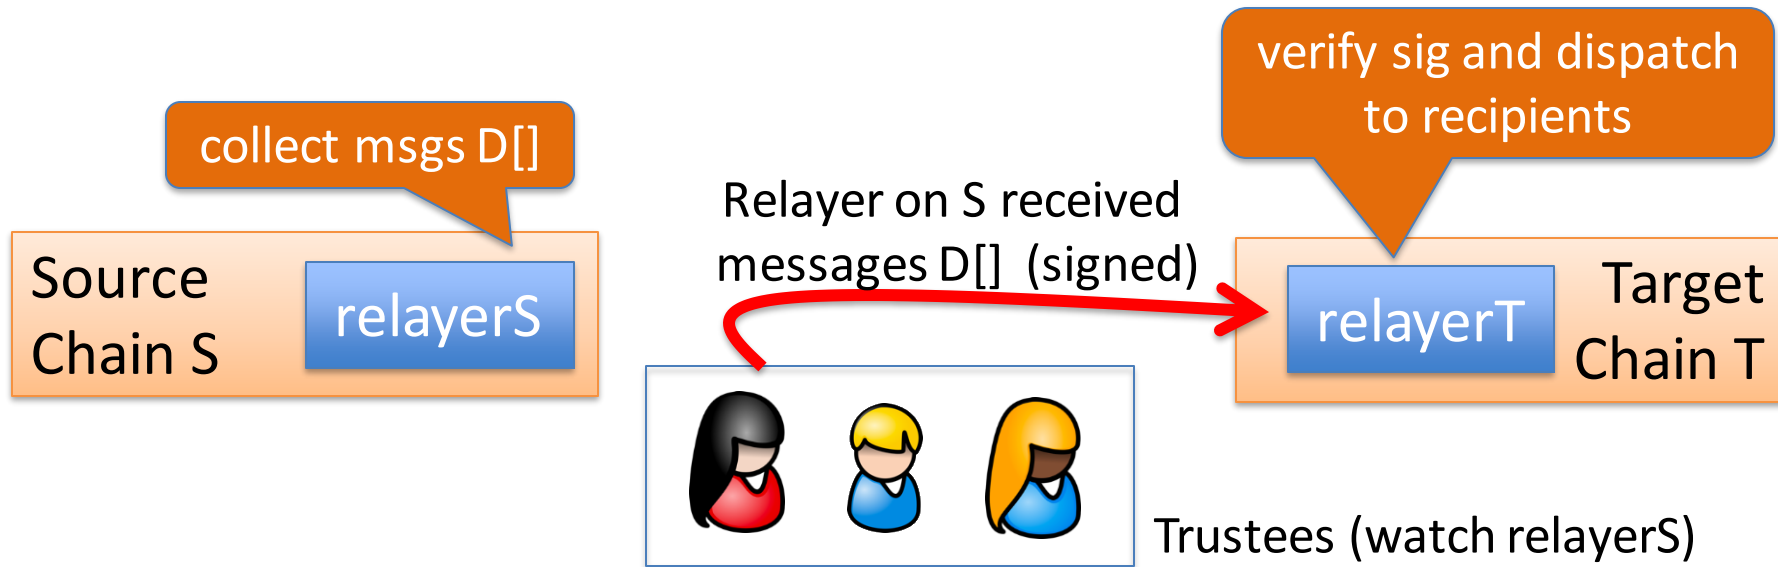 collect msgs D[]
Source
Chain S
relayerS
Relayer on S received
messages D[]  (signed)
verify sig and dispatch
to recipients
relayerT
Target
Chain T
Trustees (watch relayerS)